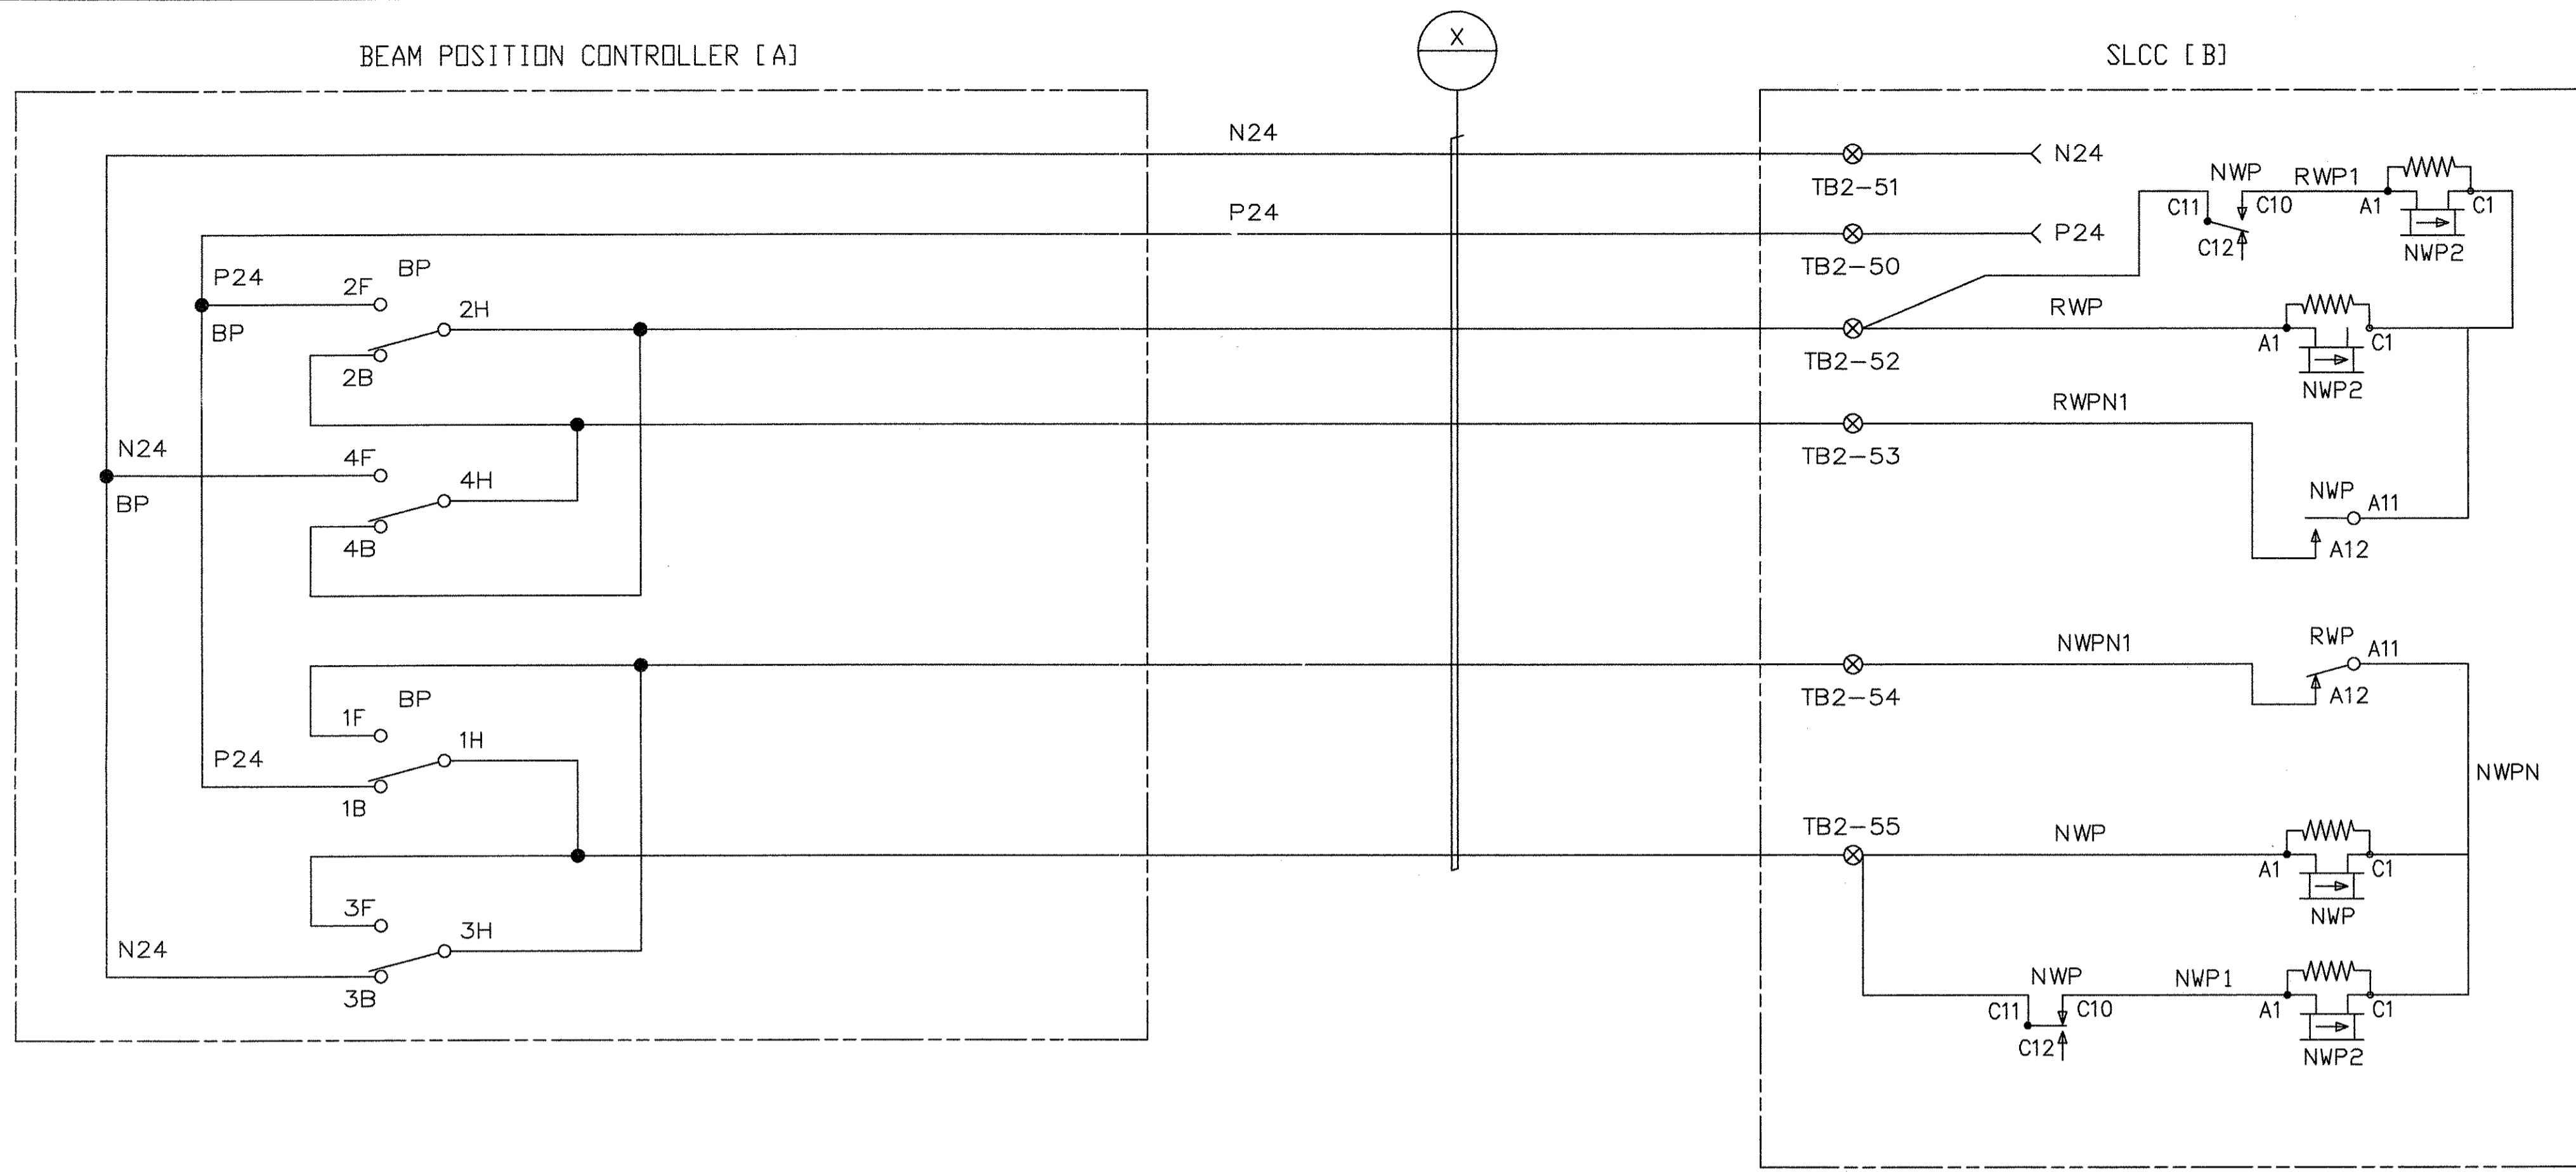 BEAM POSITION CONTROLLER [A]
X
SLCC [B]
N24
N24
TB2-51
NWP
RWP1
C11
C10
A1
C1
C12
NWP2
P24
P24
TB2-50
P24
BP
2F
BP
2H
2B
RWP
TB2-52
A1
C1
NWP2
RWPN1
TB2-53
N24
4F
BP
4H
4B
NWP
A11
A12
NWPN1
TB2-54
RWP
A11
A12
BP
1F
1H
P24
1B
NWPN
TB2-55
NWP
A1
C1
NWP
3F
3H
N24
3B
NWP
NWP1
C11
C10
A1
C1
C12
NWP2